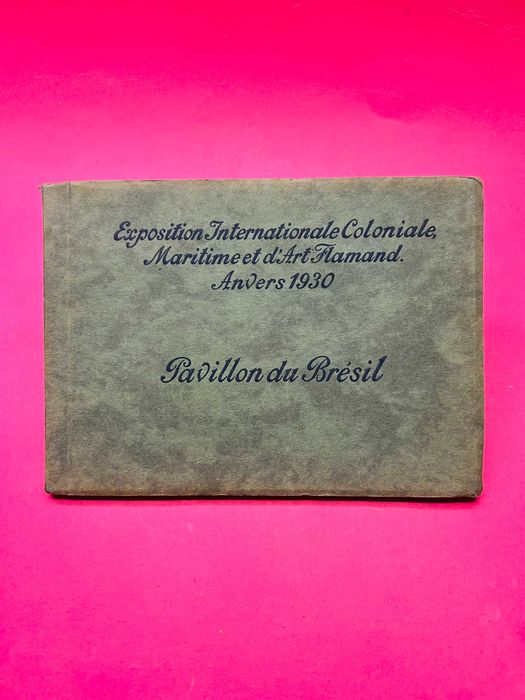 Exposition Internationale Coloniale,
Maritime et d'Art Flamand.
Anvers 1930
Pavillon du Brésil